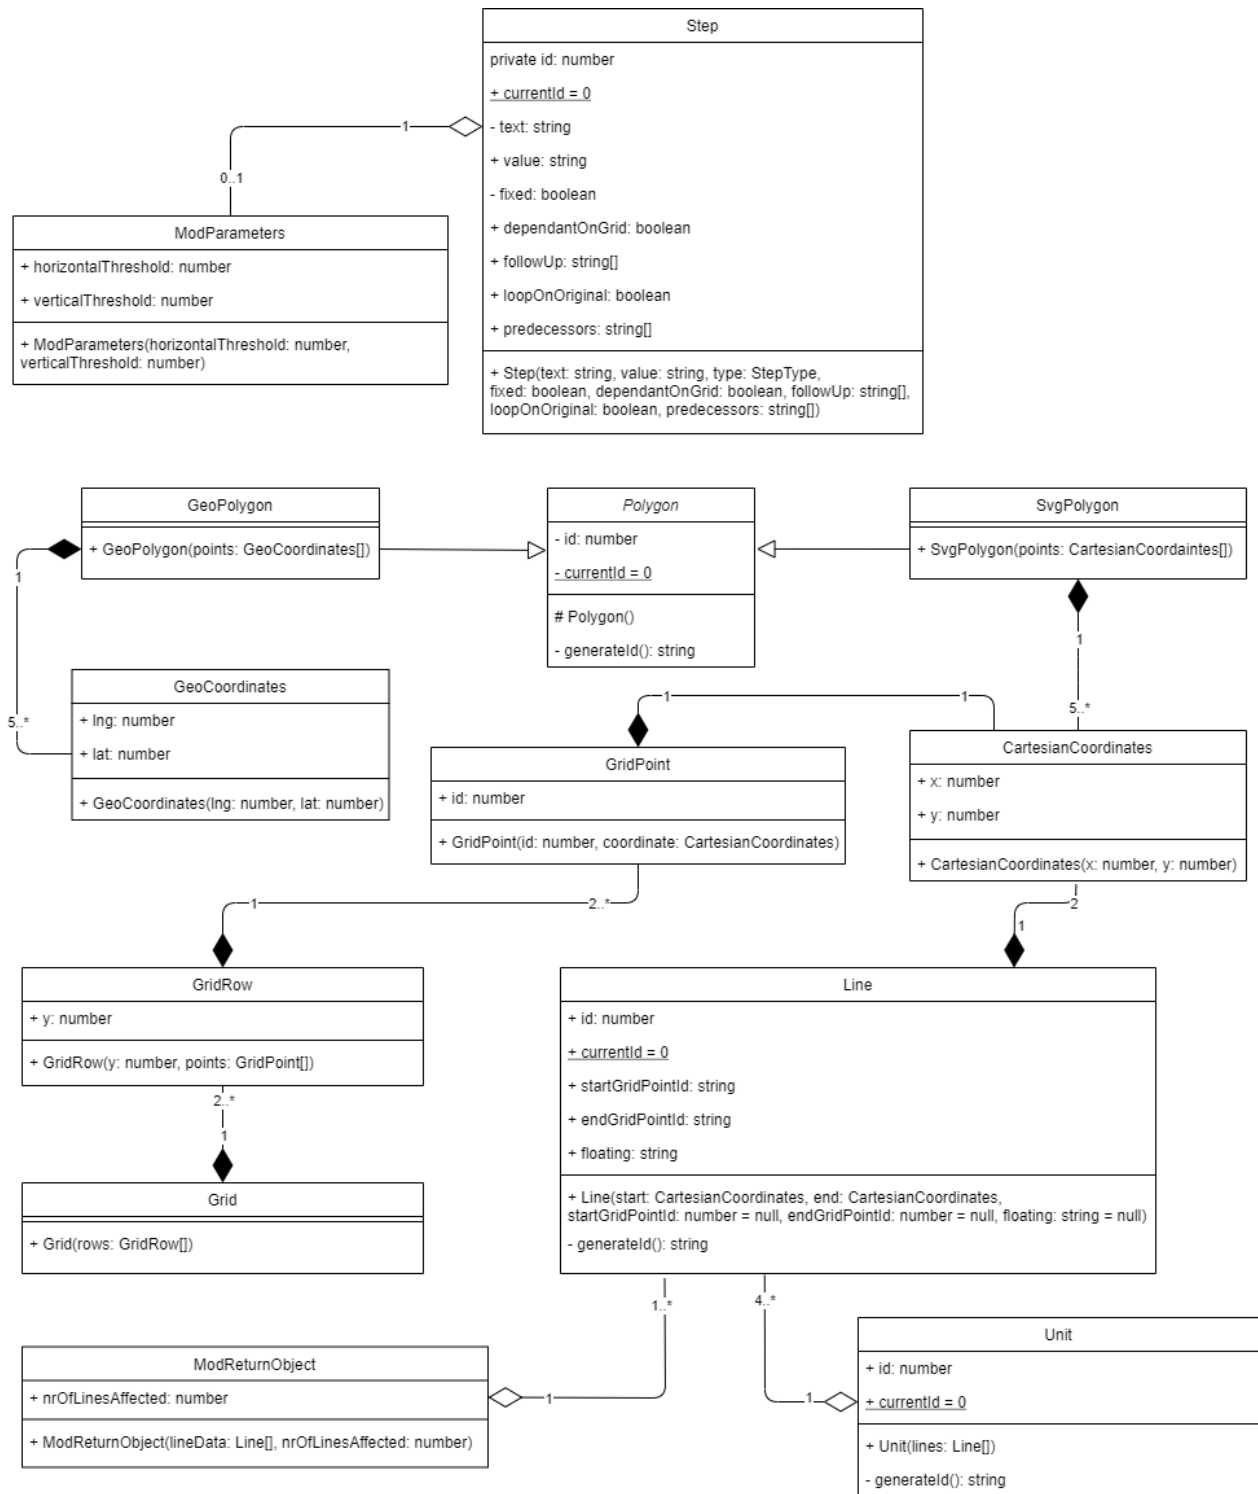 Step
private id: number
+ currentId = 0
- text: string
+ value: string
- fixed: boolean
+ dependantOnGrid: boolean
+ followUp: string[]
+ loopOnOriginal: boolean
+ predecessors: string[]
+ Step(text: string, value: string, type: StepType,
fixed: boolean, dependantOnGrid: boolean, followUp: string[],
loopOnOriginal: boolean, predecessors: string[])
1
0..1
ModParameters
+ horizontalThreshold: number
+ verticalThreshold: number
+ ModParameters(horizontalThreshold: number,
verticalThreshold: number)
GeoPolygon
+ GeoPolygon(points: GeoCoordinates[])
Polygon
- id: number
- currentId = 0
# Polygon()
- generateId(): string
SvgPolygon
+ SvgPolygon(points: CartesianCoordaintes[])
1
5..*
GeoCoordinates
+ lng: number
+ lat: number
+ GeoCoordinates(lng: number, lat: number)
1
5..*
1
1
GridPoint
+ id: number
+ GridPoint(id: number, coordinate: CartesianCoordinates)
CartesianCoordinates
+ x: number
+ y: number
+ CartesianCoordinates(x: number, y: number)
1
2..*
2
1
GridRow
+ y: number
+ GridRow(y: number, points: GridPoint[])
2..*
1
Grid
+ Grid(rows: GridRow[])
Line
+ id: number
+ currentId = 0
+ startGridPointId: string
+ endGridPointId: string
+ floating: string
+ Line(start: CartesianCoordinates, end: CartesianCoordinates,
startGridPointId: number = null, endGridPointId: number = null, floating: string = null)
- generateId(): string
1..*
4..*
1
1
ModReturnObject
+ nrOfLinesAffected: number
+ ModReturnObject(lineData: Line[], nrOfLinesAffected: number)
Unit
+ id: number
+ currentId = 0
+ Unit(lines: Line[])
- generateId(): string